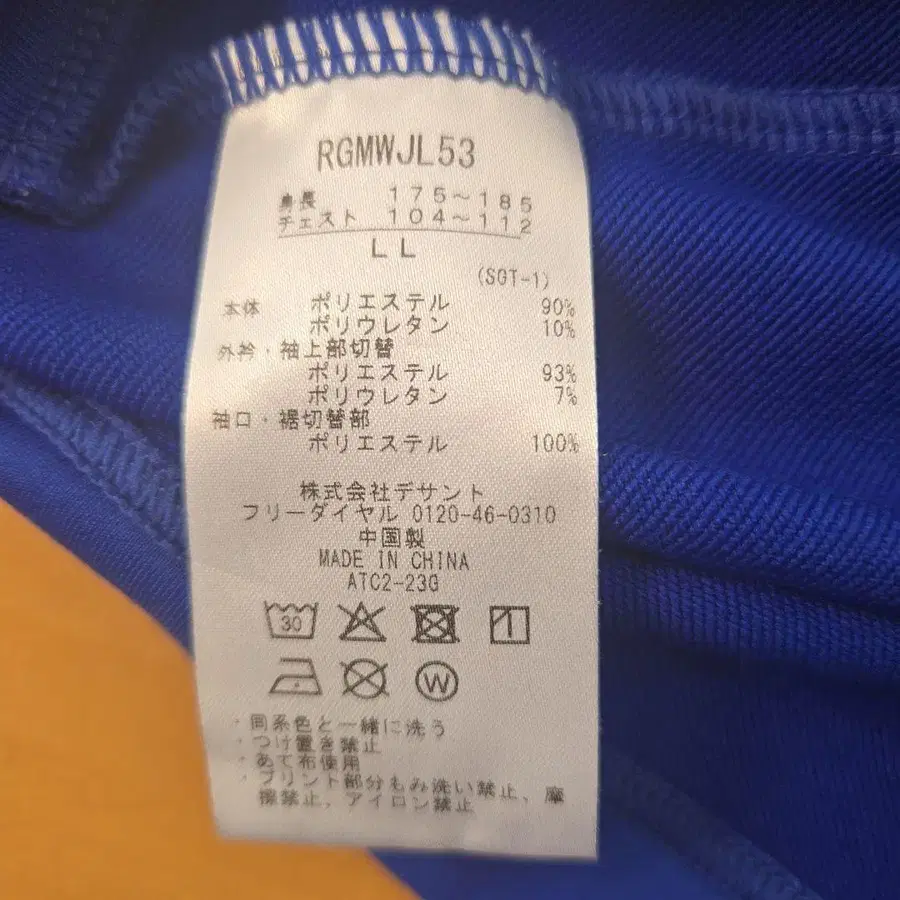 RGMWJL53
身長 175～185
チェスト 104～112
LL
(SGT-1)
本体 ポリエステル 90%
ポリウレタン 10%
外衿・袖上部切替
ポリエステル 93%
ポリウレタン 7%
袖口・裾切替部
ポリエステル 100%
株式会社デサント
フリーダイヤル 0120-46-0310
中国製
MADE IN CHINA
ATC2-23G
30
W
・同系色と一緒に洗う
・つけ置き禁止
・あて布使用
・プリント部分もみ洗い禁止、摩
擦禁止、アイロン禁止